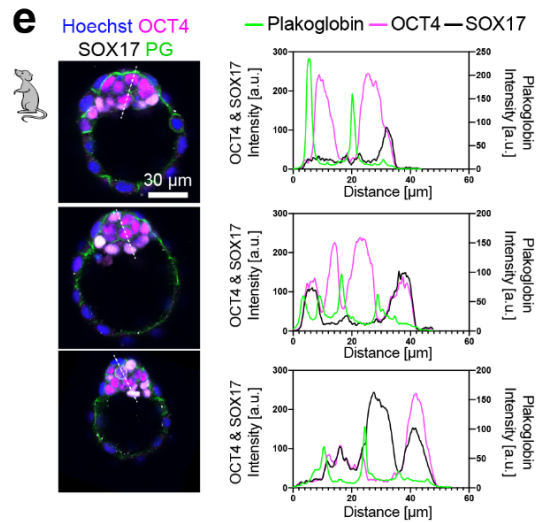 e
Hoechst OCT4
SOX17 PG
30 µm
Plakoglobin OCT4 SOX17
OCT4 & SOX17
Intensity [a.u.]
300
200
100
0
0 20 40 60
Distance [µm]
250
200
150
100
50
0
Plakoglobin
Intensity [a.u.]
OCT4 & SOX17
Intensity [a.u.]
300
200
100
0
0 20 40 60
Distance [µm]
200
150
100
50
0
Plakoglobin
Intensity [a.u.]
OCT4 & SOX17
Intensity [a.u.]
300
200
100
0
0 20 40 60
Distance [µm]
200
150
100
50
0
Plakoglobin
Intensity [a.u.]